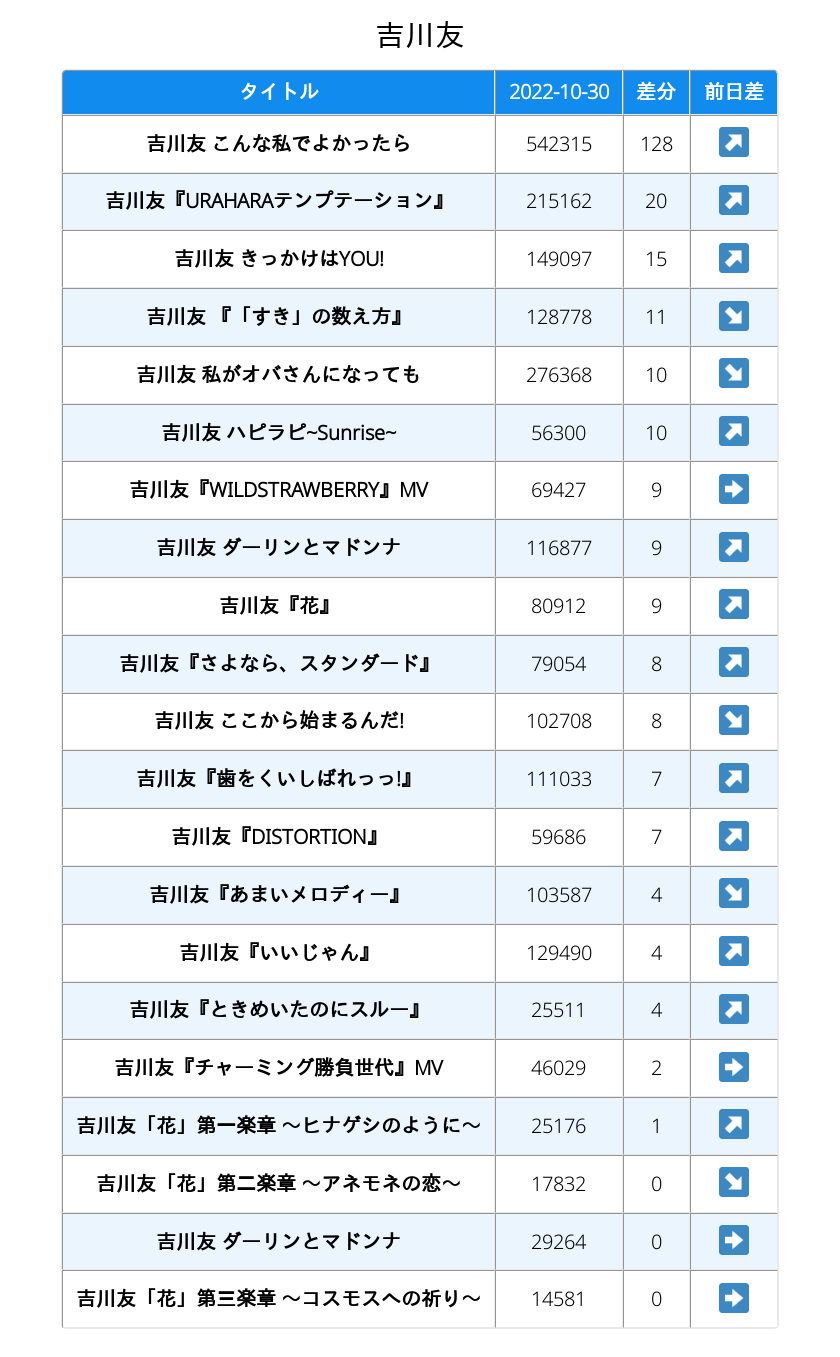 吉川友
タイトル 2022-10-30 差分 前日差
吉川友 こんな私でよかったら 542315 128 ↗
吉川友『URAHARAテンプテーション』 215162 20 ↗
吉川友 きっかけはYOU! 149097 15 ↗
吉川友 『「すき」の数え方』 128778 11 ↘
吉川友 私がオバさんになっても 276368 10 ↘
吉川友 ハピラピ~Sunrise~ 56300 10 ↗
吉川友『WILDSTRAWBERRY』MV 69427 9 ➡
吉川友 ダーリンとマドンナ 116877 9 ↗
吉川友『花』 80912 9 ↗
吉川友『さよなら、スタンダード』 79054 8 ↗
吉川友 ここから始まるんだ! 102708 8 ↘
吉川友『歯をくいしばれっっ!』 111033 7 ↗
吉川友『DISTORTION』 59686 7 ↗
吉川友『あまいメロディー』 103587 4 ↘
吉川友『いいじゃん』 129490 4 ↗
吉川友『ときめいたのにスルー』 25511 4 ↗
吉川友『チャーミング勝負世代』MV 46029 2 ➡
吉川友「花」第一楽章 〜ヒナゲシのように〜 25176 1 ↗
吉川友「花」第二楽章 〜アネモネの恋〜 17832 0 ↘
吉川友 ダーリンとマドンナ 29264 0 ➡
吉川友「花」第三楽章 〜コスモスへの祈り〜 14581 0 ➡